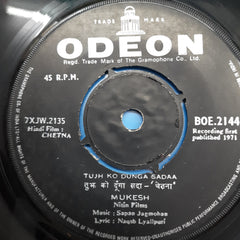 TRADE MARK
ODEON
Regd. Trade Mark of The Gramophone Co. Ltd.
45 R.P.M.
7XJW.2135
Hindi Film :
CHETNA
BOE.2144
Recording first
published 1971
TUJH KO DUNGA SADAA
तुझ को दूँगा सदा-'चेतना'
MUKESH
Nitin Films
Music : Sapan Jagmohan
Lyric : Naqsh Lyallpuri